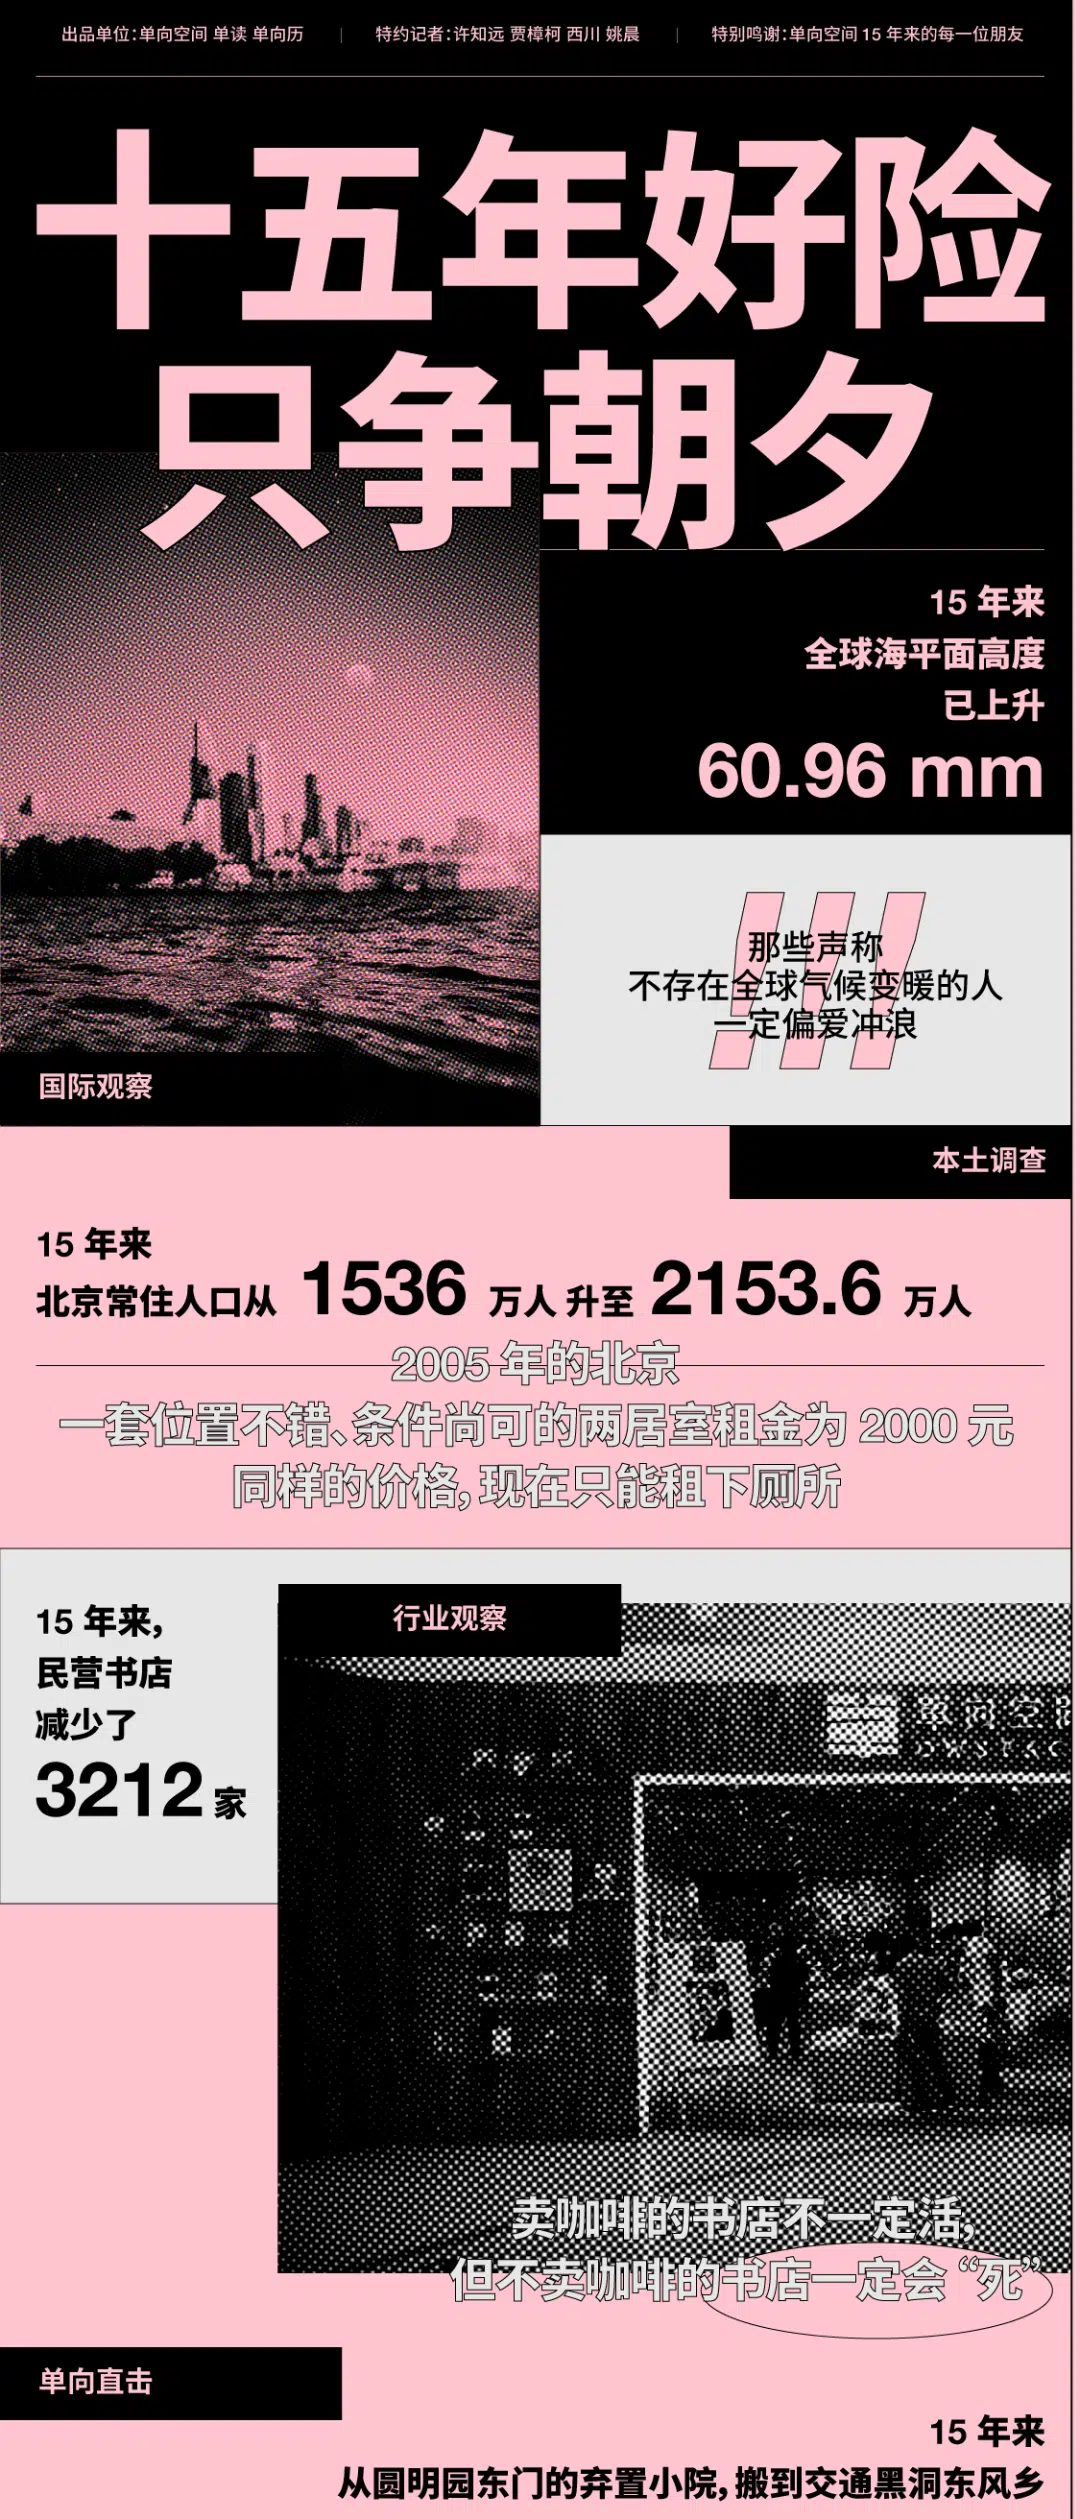 出品单位：单向空间 单读 单向历
特约记者：许知远 贾樟柯 西川 姚晨
特别鸣谢：单向空间 15 年来的每一位朋友
十五年好险
只争朝夕
15 年来
全球海平面高度
已上升
60.96 mm
!!!
那些声称
不存在全球气候变暖的人
一定偏爱冲浪
国际观察
本土调查
15 年来
北京常住人口从 1536 万人 升至 2153.6 万人
2005 年的北京
一套位置不错、条件尚可的两居室租金为 2000 元
同样的价格，现在只能租下厕所
行业观察
15 年来，
民营书店
减少了
3212 家
单向空
卖咖啡的书店不一定活，
但不卖咖啡的书店一定会“死”
单向直击
15 年来
从圆明园东门的弃置小院，搬到交通黑洞东风乡